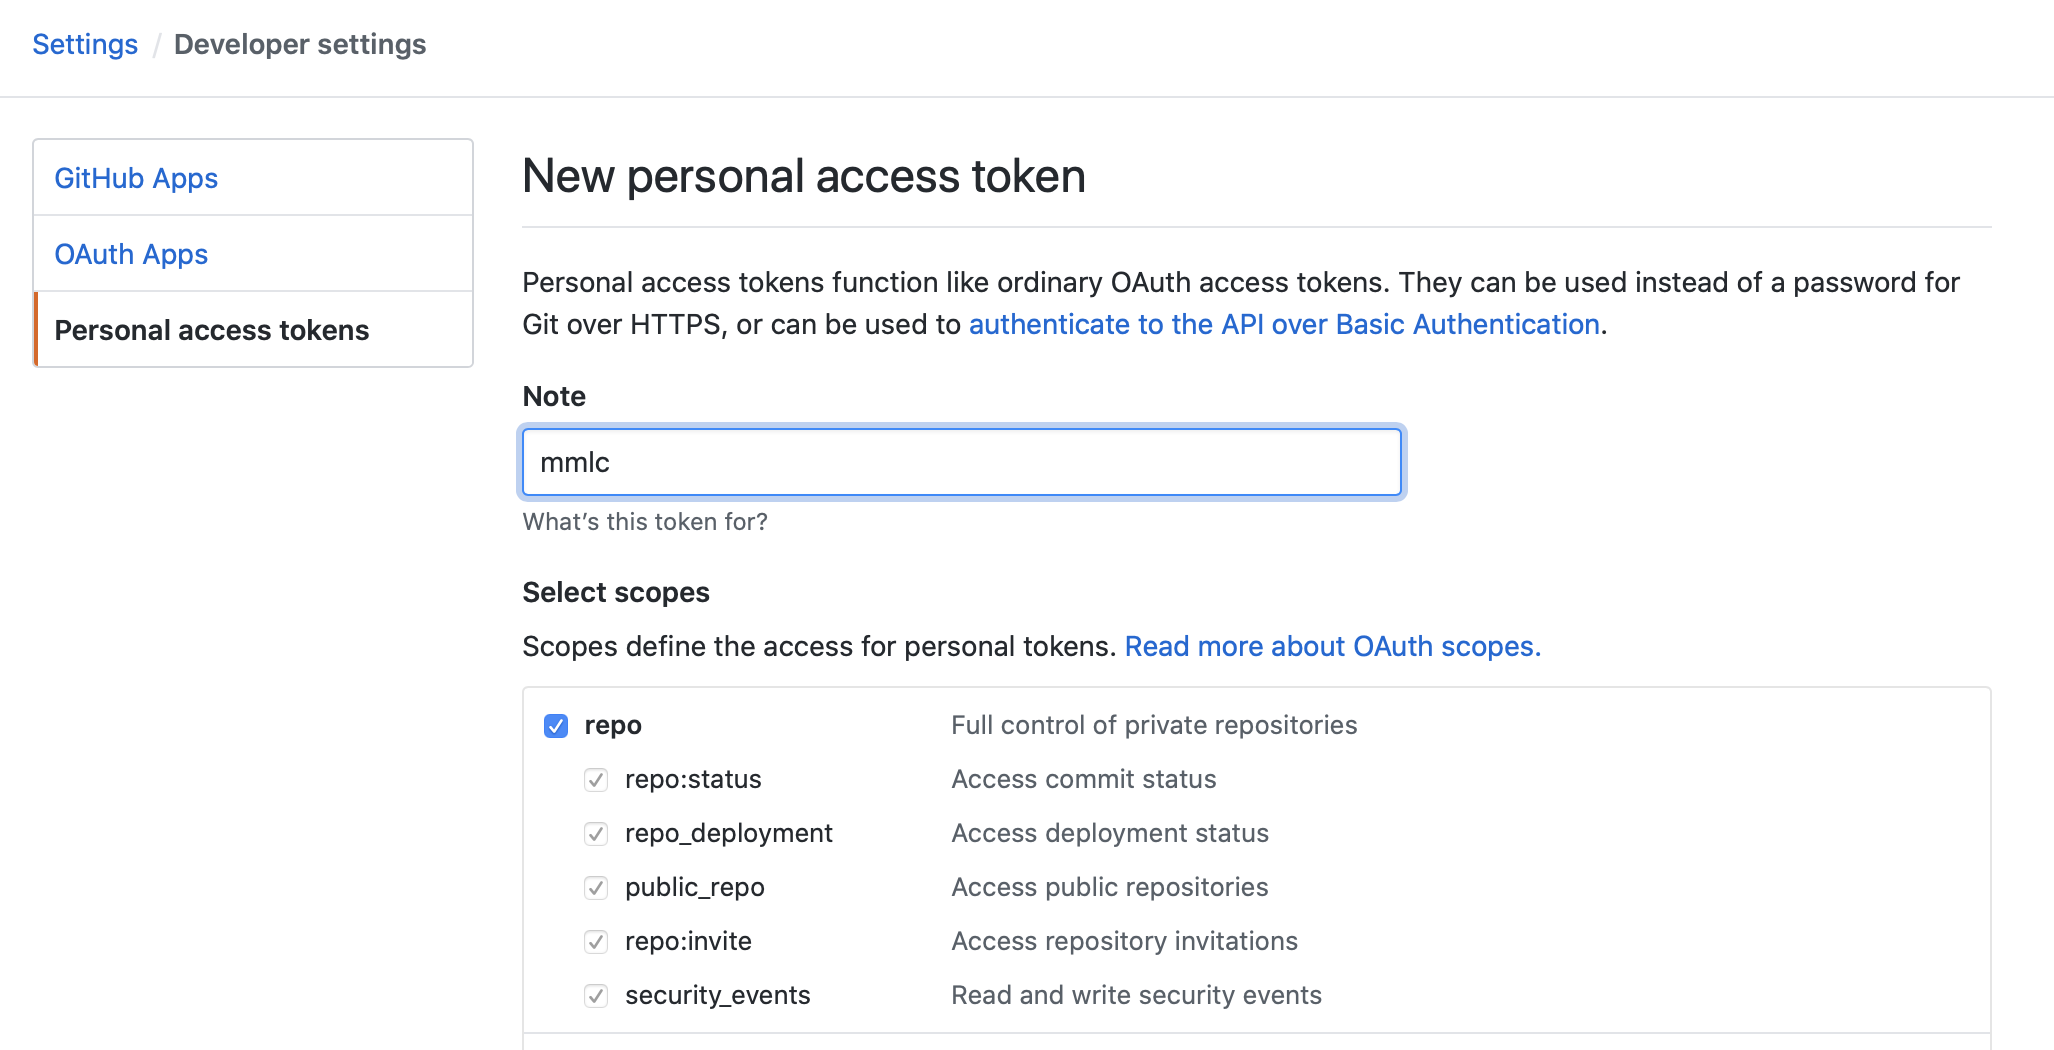 Settings / Developer settings
GitHub Apps
OAuth Apps
Personal access tokens
New personal access token
Personal access tokens function like ordinary OAuth access tokens. They can be used instead of a password for
Git over HTTPS, or can be used to authenticate to the API over Basic Authentication.
Note
mmlc
What's this token for?
Select scopes
Scopes define the access for personal tokens. Read more about OAuth scopes.
repo Full control of private repositories
repo:status Access commit status
repo_deployment Access deployment status
public_repo Access public repositories
repo:invite Access repository invitations
security_events Read and write security events